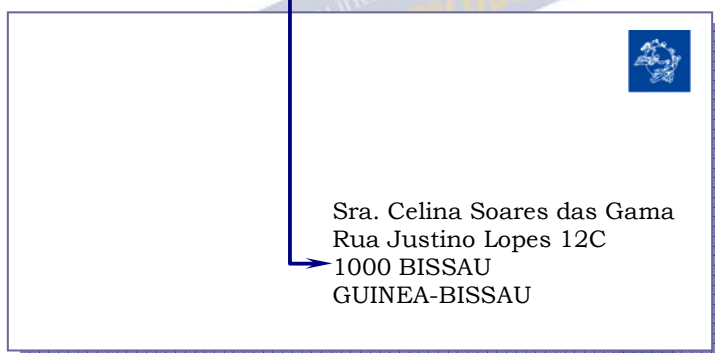 Sra. Celina Soares das Gama
Rua Justino Lopes 12C
1000 BISSAU
GUINEA-BISSAU